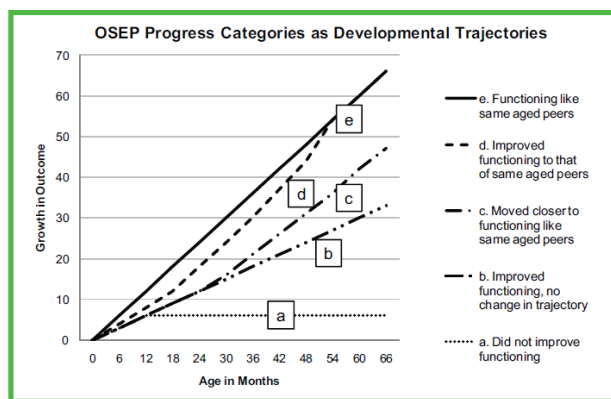 OSEP Progress Categories as Developmental Trajectories
70
60
50
40
30
20
10
0
Growth in Outcome
0 6 12 18 24 30 36 42 48 54 60 66
Age in Months
e
d
c
b
a
e. Functioning like
same aged peers
d. Improved
functioning to that
of same aged peers
c. Moved closer to
functioning like
same aged peers
b. Improved
functioning, no
change in trajectory
a. Did not improve
functioning